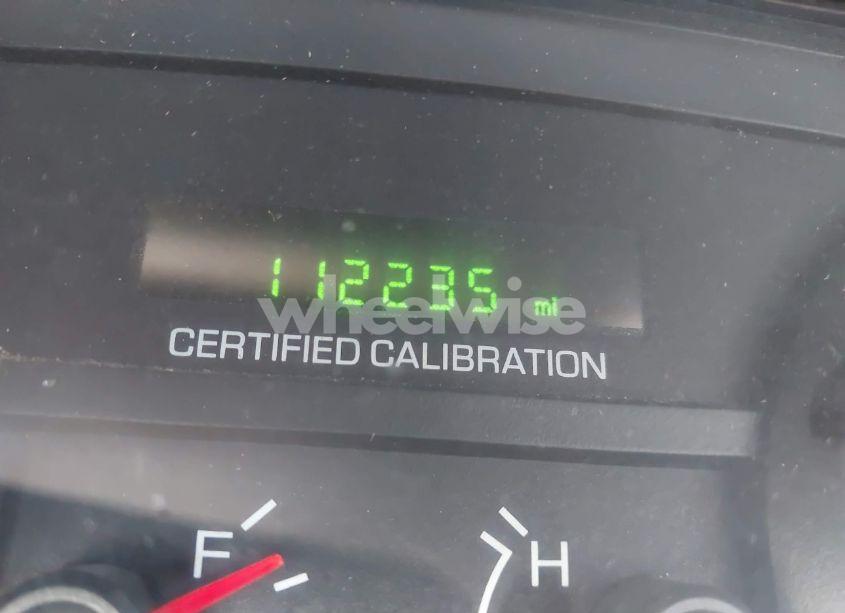 112235 mi
wheelwise
CERTIFIED CALIBRATION
F H